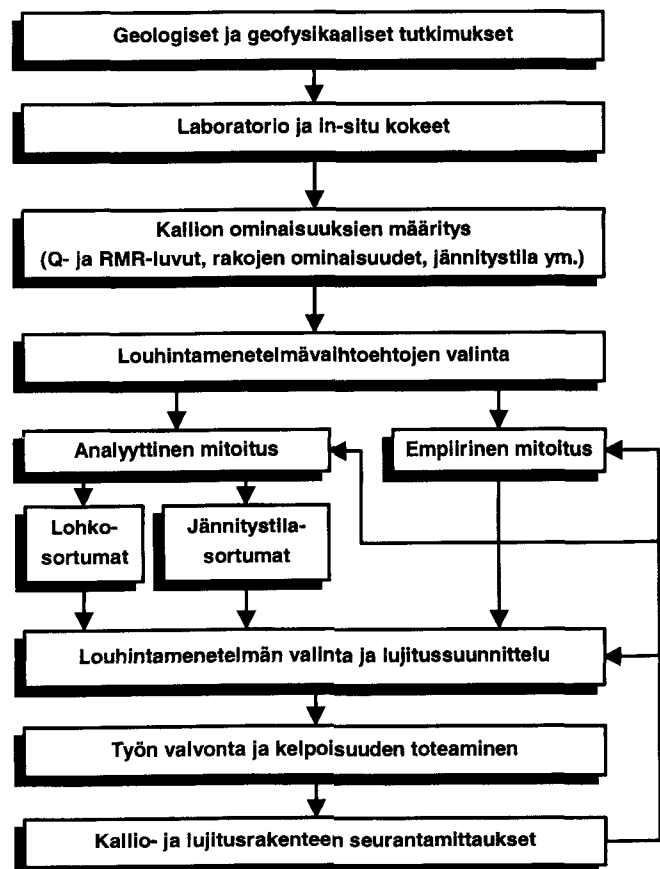 Geologiset ja geofysikaaliset tutkimukset
Laboratorio ja in-situ kokeet
Kallion ominaisuuksien määritys
(Q- ja RMR-luvut, rakojen ominaisuudet, jännitystila ym.)
Louhintamenetelmävaihtoehtojen valinta
Analyyttinen mitoitus
Empiirinen mitoitus
Lohko-
sortumat
Jännitystila-
sortumat
Louhintamenetelmän valinta ja lujitussuunnittelu
Työn valvonta ja kelpoisuuden toteaminen
Kallio- ja lujitusrakenteen seurantamittaukset